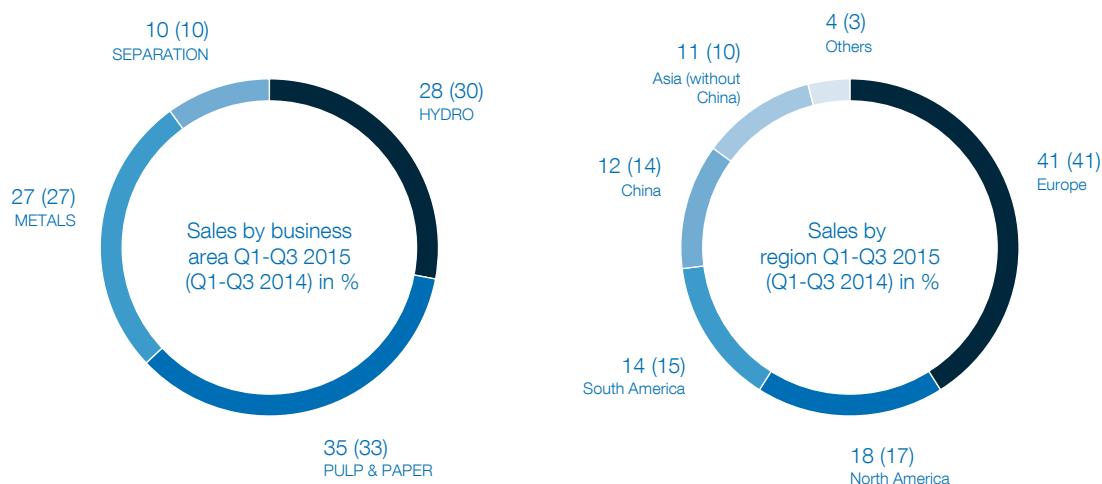 10 (10)
SEPARATION
28 (30)
HYDRO
27 (27)
METALS
Sales by business
area Q1-Q3 2015
(Q1-Q3 2014) in %
35 (33)
PULP & PAPER
4 (3)
Others
11 (10)
Asia (without
China)
41 (41)
Europe
12 (14)
China
Sales by
region Q1-Q3 2015
(Q1-Q3 2014) in %
14 (15)
South America
18 (17)
North America